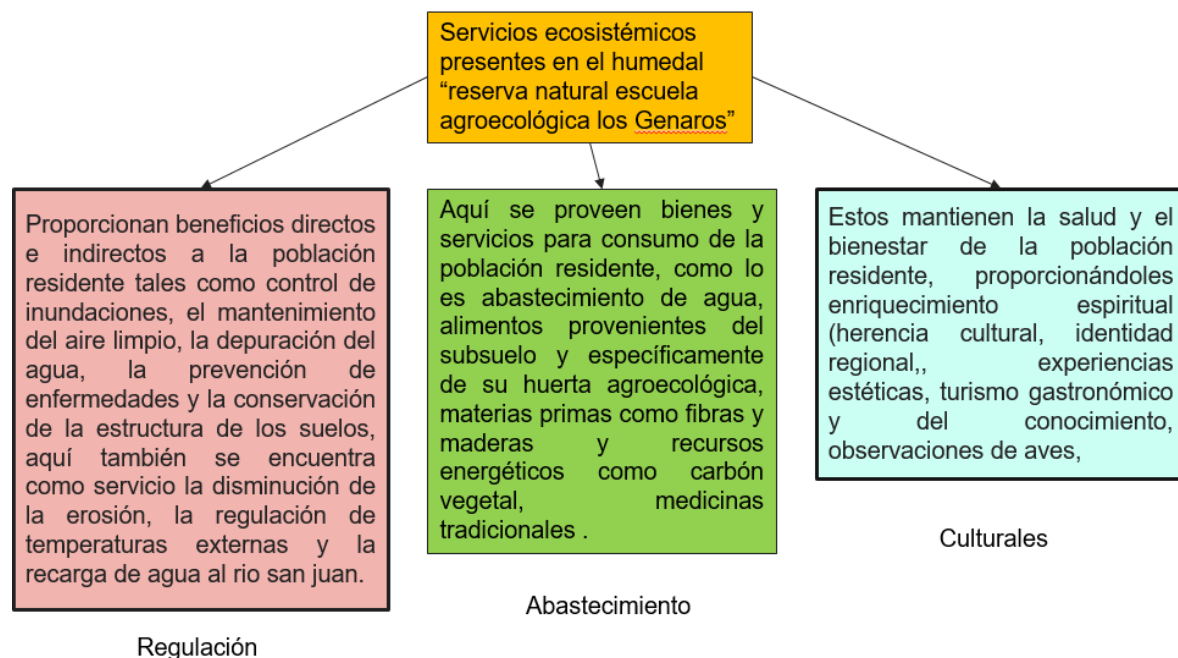 Servicios ecosistémicos
presentes en el humedal
“reserva natural escuela
agroecológica los Genaros”
Proporcionan beneficios directos
e indirectos a la población
residente tales como control de
inundaciones, el mantenimiento
del aire limpio, la depuración del
agua, la prevención de
enfermedades y la conservación
de la estructura de los suelos,
aquí también se encuentra
como servicio la disminución de
la erosión, la regulación de
temperaturas externas y la
recarga de agua al rio san juan.
Regulación
Aquí se proveen bienes y
servicios para consumo de la
población residente, como lo
es abastecimiento de agua,
alimentos provenientes del
subsuelo y específicamente
de su huerta agroecológica,
materias primas como fibras y
maderas y recursos
energéticos como carbón
vegetal, medicinas
tradicionales .
Abastecimiento
Estos mantienen la salud y el
bienestar de la población
residente, proporcionándoles
enriquecimiento espiritual
(herencia cultural, identidad
regional,, experiencias
estéticas, turismo gastronómico
y del conocimiento,
observaciones de aves,
Culturales